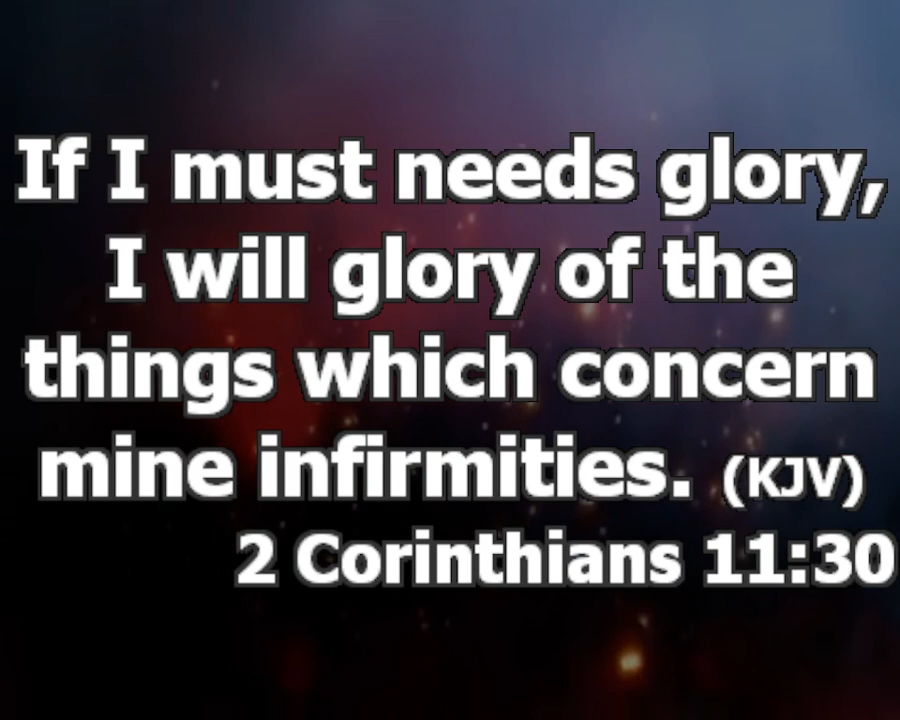 If I must needs glory,
I will glory of the
things which concern
mine infirmities. (KJV)
2 Corinthians 11:30